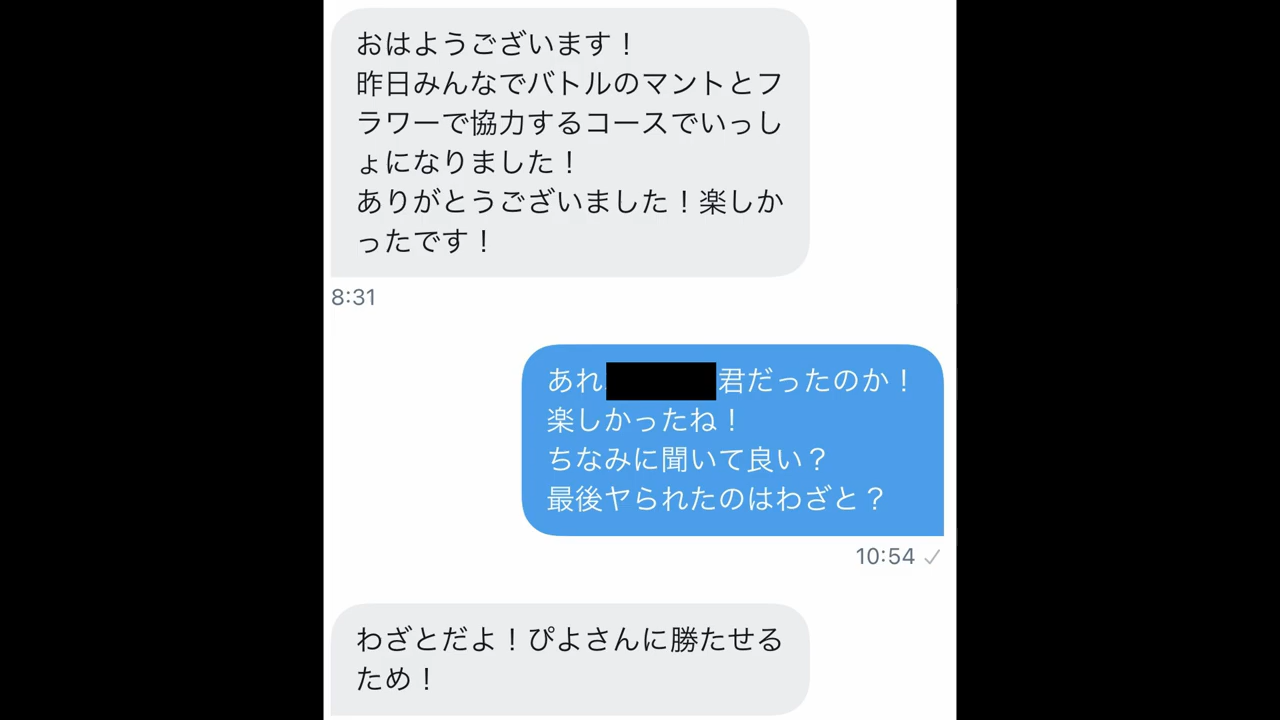 おはようございます！
昨日みんなでバトルのマントとフ
ラワーで協力するコースでいっし
ょになりました！
ありがとうございました！楽しか
ったです！
8:31
あれ 君だったのか！
楽しかったね！
ちなみに聞いて良い？
最後ヤられたのはわざと？
10:54 ✓
わざとだよ！ぴよさんに勝たせる
ため！